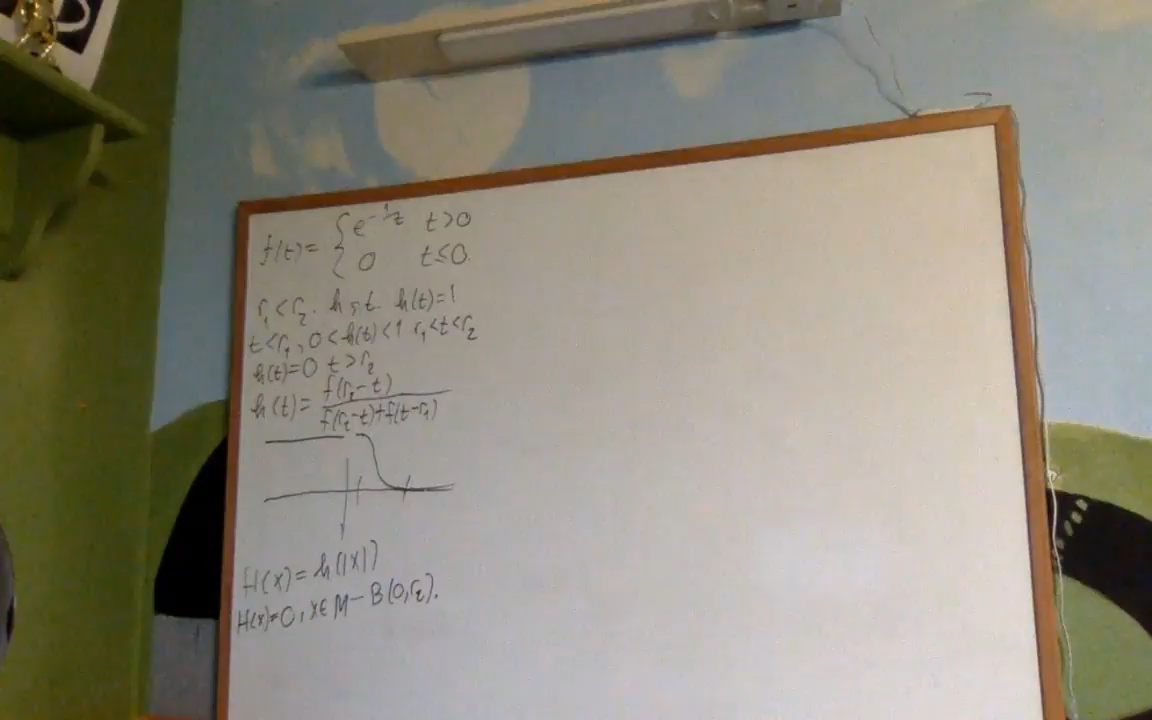 f(t) = { e^{-1/t} t>0
0 t≤0.
r₁<r₂. h s.t. h(t)=1
t<r₁, 0<h(t)<1 r₁<t<r₂
h(t)=0 t>r₂
h(t)= f(r₂-t)
f(r₂-t)+f(t-r₁)
H(x)=h(|x|)
H(x)=0, x∈M-B(0,r₂).